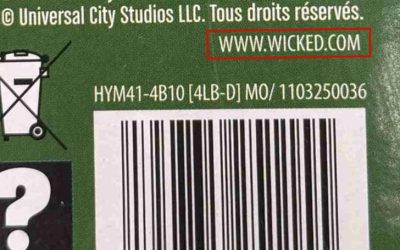 © Universal City Studios LLC. Tous droits réservés.
WWW.WICKED.COM
HYM41-4B10 [4LB-D] MO/ 1103250036
?